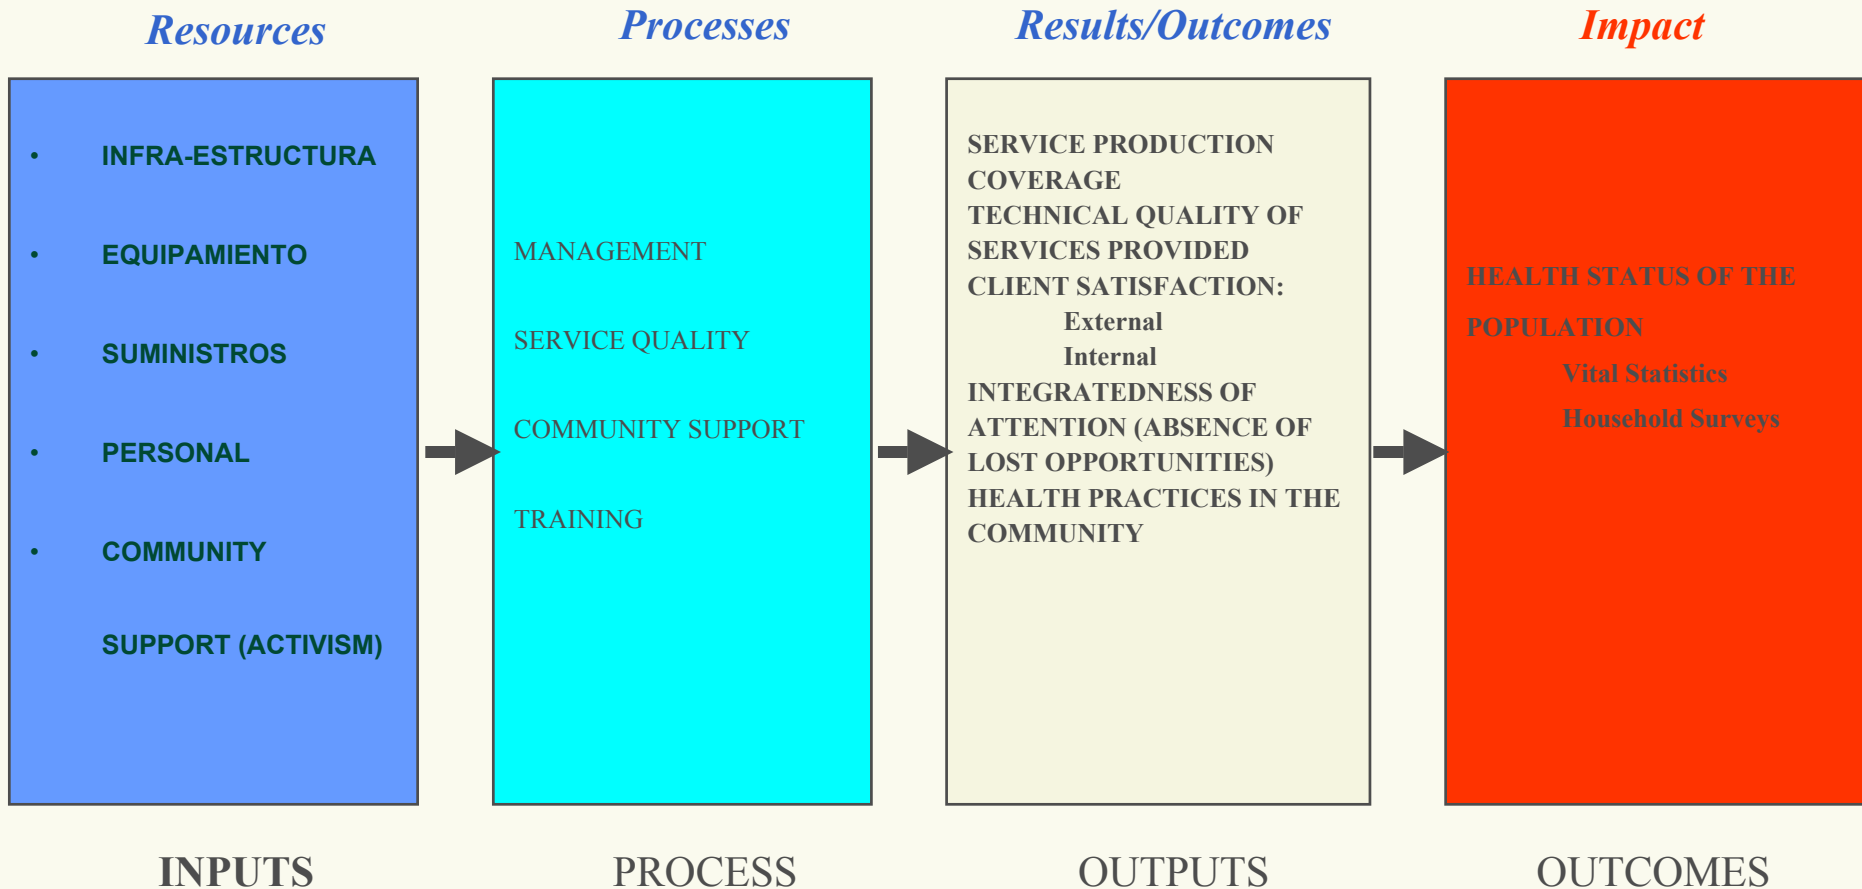 Resources
Processes
Results/Outcomes
Impact
• INFRA-ESTRUCTURA
• EQUIPAMIENTO
• SUMINISTROS
• PERSONAL
• COMMUNITY
SUPPORT (ACTIVISM)
MANAGEMENT
SERVICE QUALITY
COMMUNITY SUPPORT
TRAINING
SERVICE PRODUCTION
COVERAGE
TECHNICAL QUALITY OF
SERVICES PROVIDED
CLIENT SATISFACTION:
External
Internal
INTEGRATEDNESS OF
ATTENTION (ABSENCE OF
LOST OPPORTUNITIES)
HEALTH PRACTICES IN THE
COMMUNITY
HEALTH STATUS OF THE
POPULATION
Vital Statistics
Household Surveys
INPUTS
PROCESS
OUTPUTS
OUTCOMES